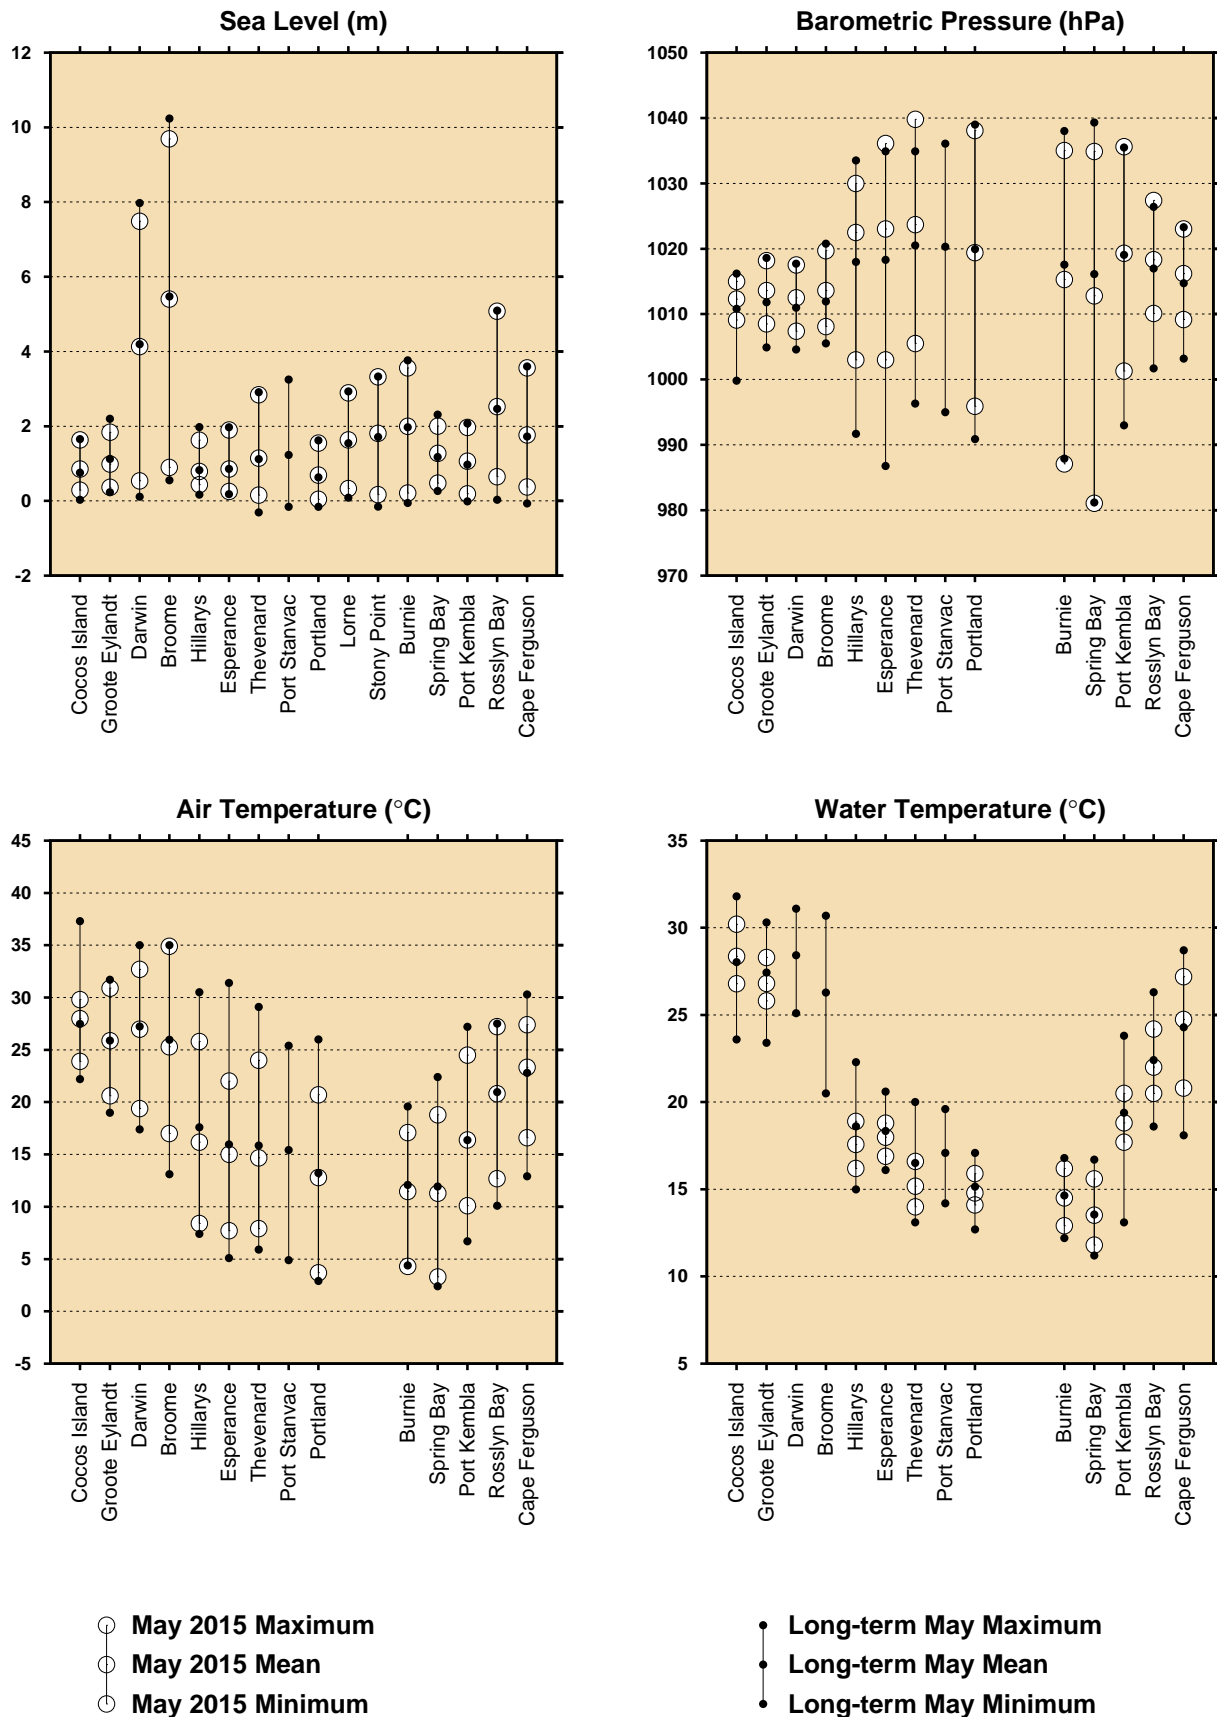 Sea Level (m)
12
10
8
6
4
2
0
-2
Cocos Island
Groote Eylandt
Darwin
Broome
Hillarys
Esperance
Thevenard
Port Stanvac
Portland
Lorne
Stony Point
Burnie
Spring Bay
Port Kembla
Rosslyn Bay
Cape Ferguson
Barometric Pressure (hPa)
1050
1040
1030
1020
1010
1000
990
980
970
Cocos Island
Groote Eylandt
Darwin
Broome
Hillarys
Esperance
Thevenard
Port Stanvac
Portland
Burnie
Spring Bay
Port Kembla
Rosslyn Bay
Cape Ferguson
Air Temperature (°C)
45
40
35
30
25
20
15
10
5
0
-5
Cocos Island
Groote Eylandt
Darwin
Broome
Hillarys
Esperance
Thevenard
Port Stanvac
Portland
Burnie
Spring Bay
Port Kembla
Rosslyn Bay
Cape Ferguson
Water Temperature (°C)
35
30
25
20
15
10
5
Cocos Island
Groote Eylandt
Darwin
Broome
Hillarys
Esperance
Thevenard
Port Stanvac
Portland
Burnie
Spring Bay
Port Kembla
Rosslyn Bay
Cape Ferguson
May 2015 Maximum
May 2015 Mean
May 2015 Minimum
Long-term May Maximum
Long-term May Mean
Long-term May Minimum